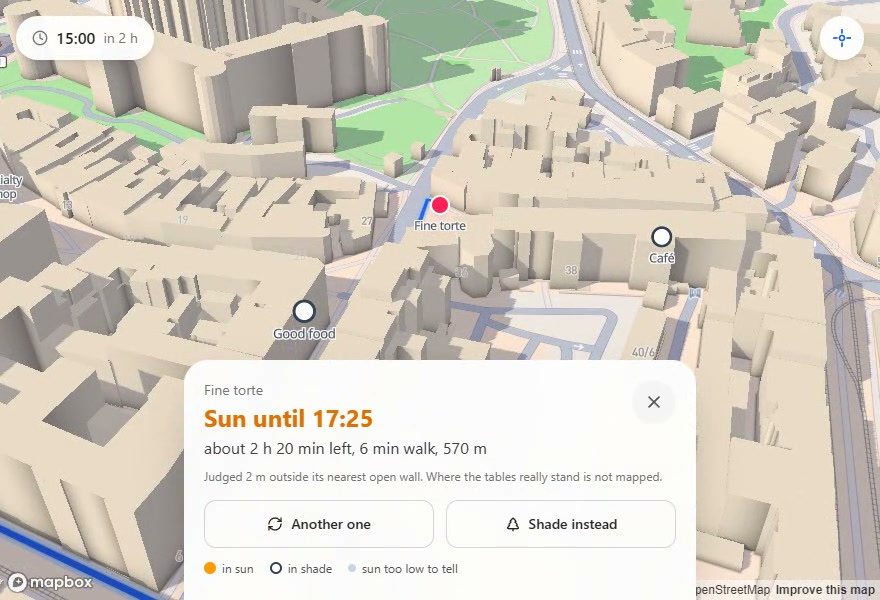 15:00 in 2 h
19
27
Fine torte
Café
38
Good food
40/6
Fine torte
Sun until 17:25
about 2 h 20 min left, 6 min walk, 570 m
Judged 2 m outside its nearest open wall. Where the tables really stand is not mapped.
Another one
Shade instead
in sun
in shade
sun too low to tell
mapbox
penStreetMap Improve this map